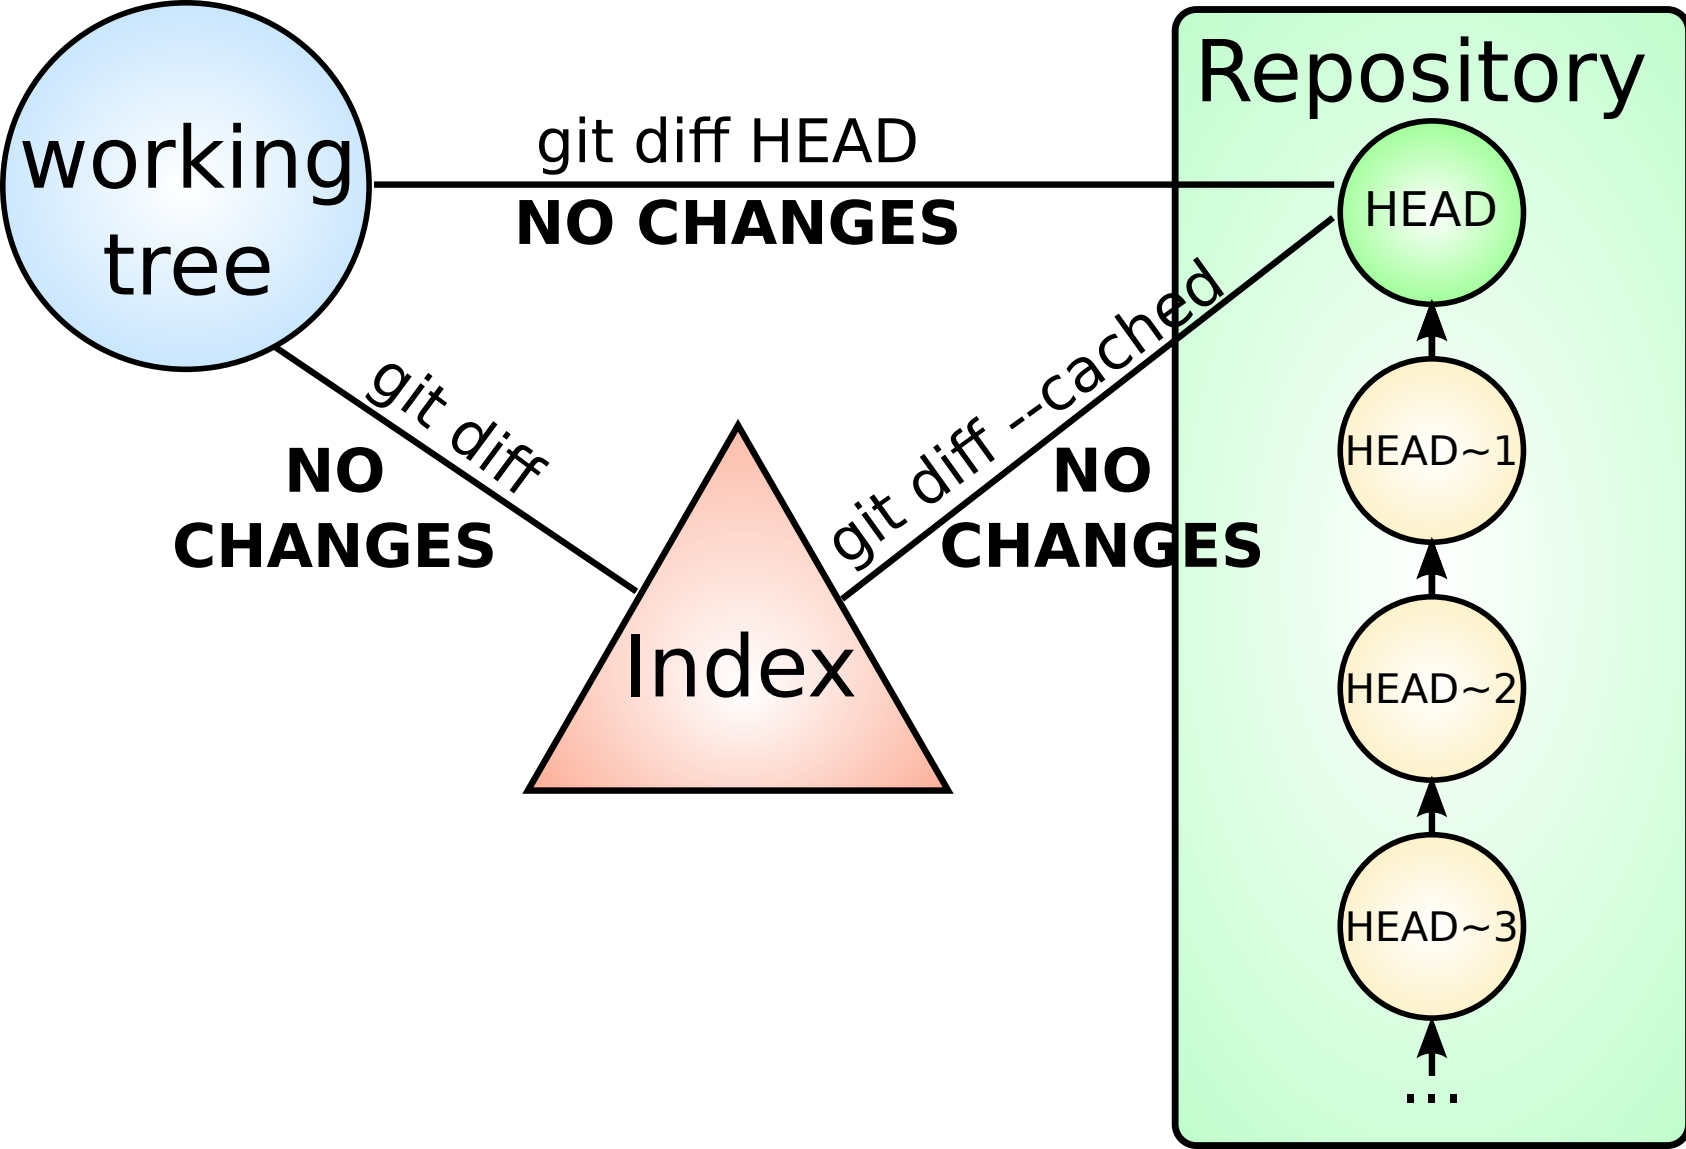 Repository
working
tree
git diff HEAD
NO CHANGES
HEAD
git diff
NO
CHANGES
git diff --cached
NO
CHANGES
Index
HEAD~1
HEAD~2
HEAD~3
...